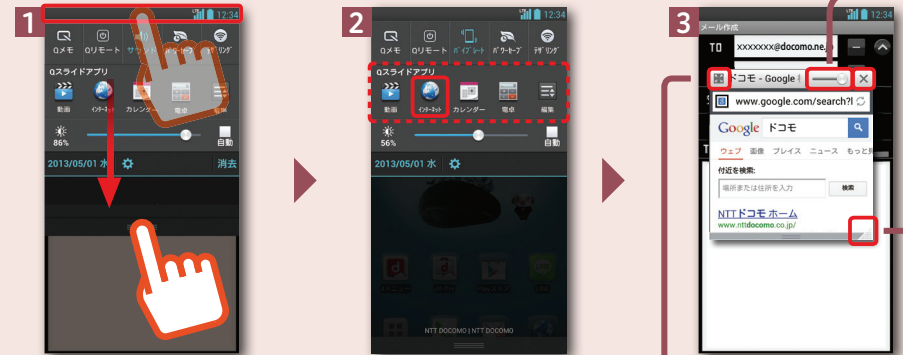 1
12:34
Qメモ Qリモート サウンド ﾃｻﾞﾘﾝｸﾞ
Qスライドアプリ
動画 ｲﾝﾀｰﾈｯﾄ カレンダー 電卓
86% 自動
2013/05/01 水 消去
2
12:34
Qメモ Qリモート バイブレート ﾊﾟﾜｰｾｰﾌﾞ ﾃｻﾞﾘﾝｸﾞ
Qスライドアプリ
動画 ｲﾝﾀｰﾈｯﾄ カレンダー 電卓 編集
56% 自動
2013/05/01 水
NTT DOCOMO | NTT DOCOMO
3
12:34
メール作成
TO xxxxxxx@docomo.ne.
ドコモ - Google
www.google.com/search?l
Google ドコモ
ウェブ 画像 プレイス ニュース もっと
付近を検索:
場所または住所を入力 検索
NTTドコモ ホーム
www.nttdocomo.co.jp/